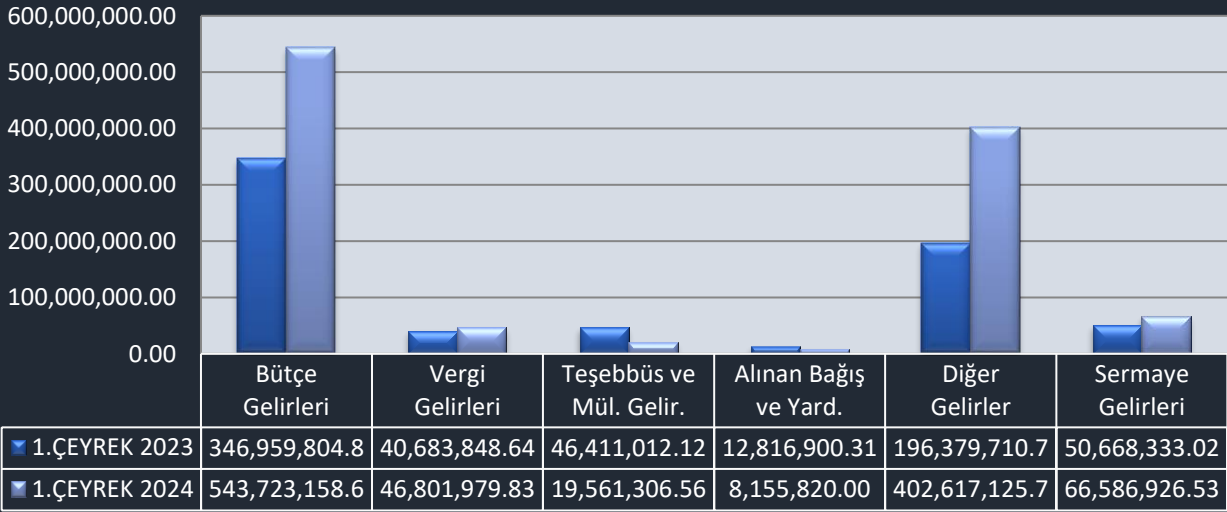 600,000,000.00
500,000,000.00
400,000,000.00
300,000,000.00
200,000,000.00
100,000,000.00
0.00
Bütçe Gelirleri
Vergi Gelirleri
Teşebbüs ve Mül. Gelir.
Alınan Bağış ve Yard.
Diğer Gelirler
Sermaye Gelirleri
1.ÇEYREK 2023 346,959,804.8 40,683,848.64 46,411,012.12 12,816,900.31 196,379,710.7 50,668,333.02
1.ÇEYREK 2024 543,723,158.6 46,801,979.83 19,561,306.56 8,155,820.00 402,617,125.7 66,586,926.53